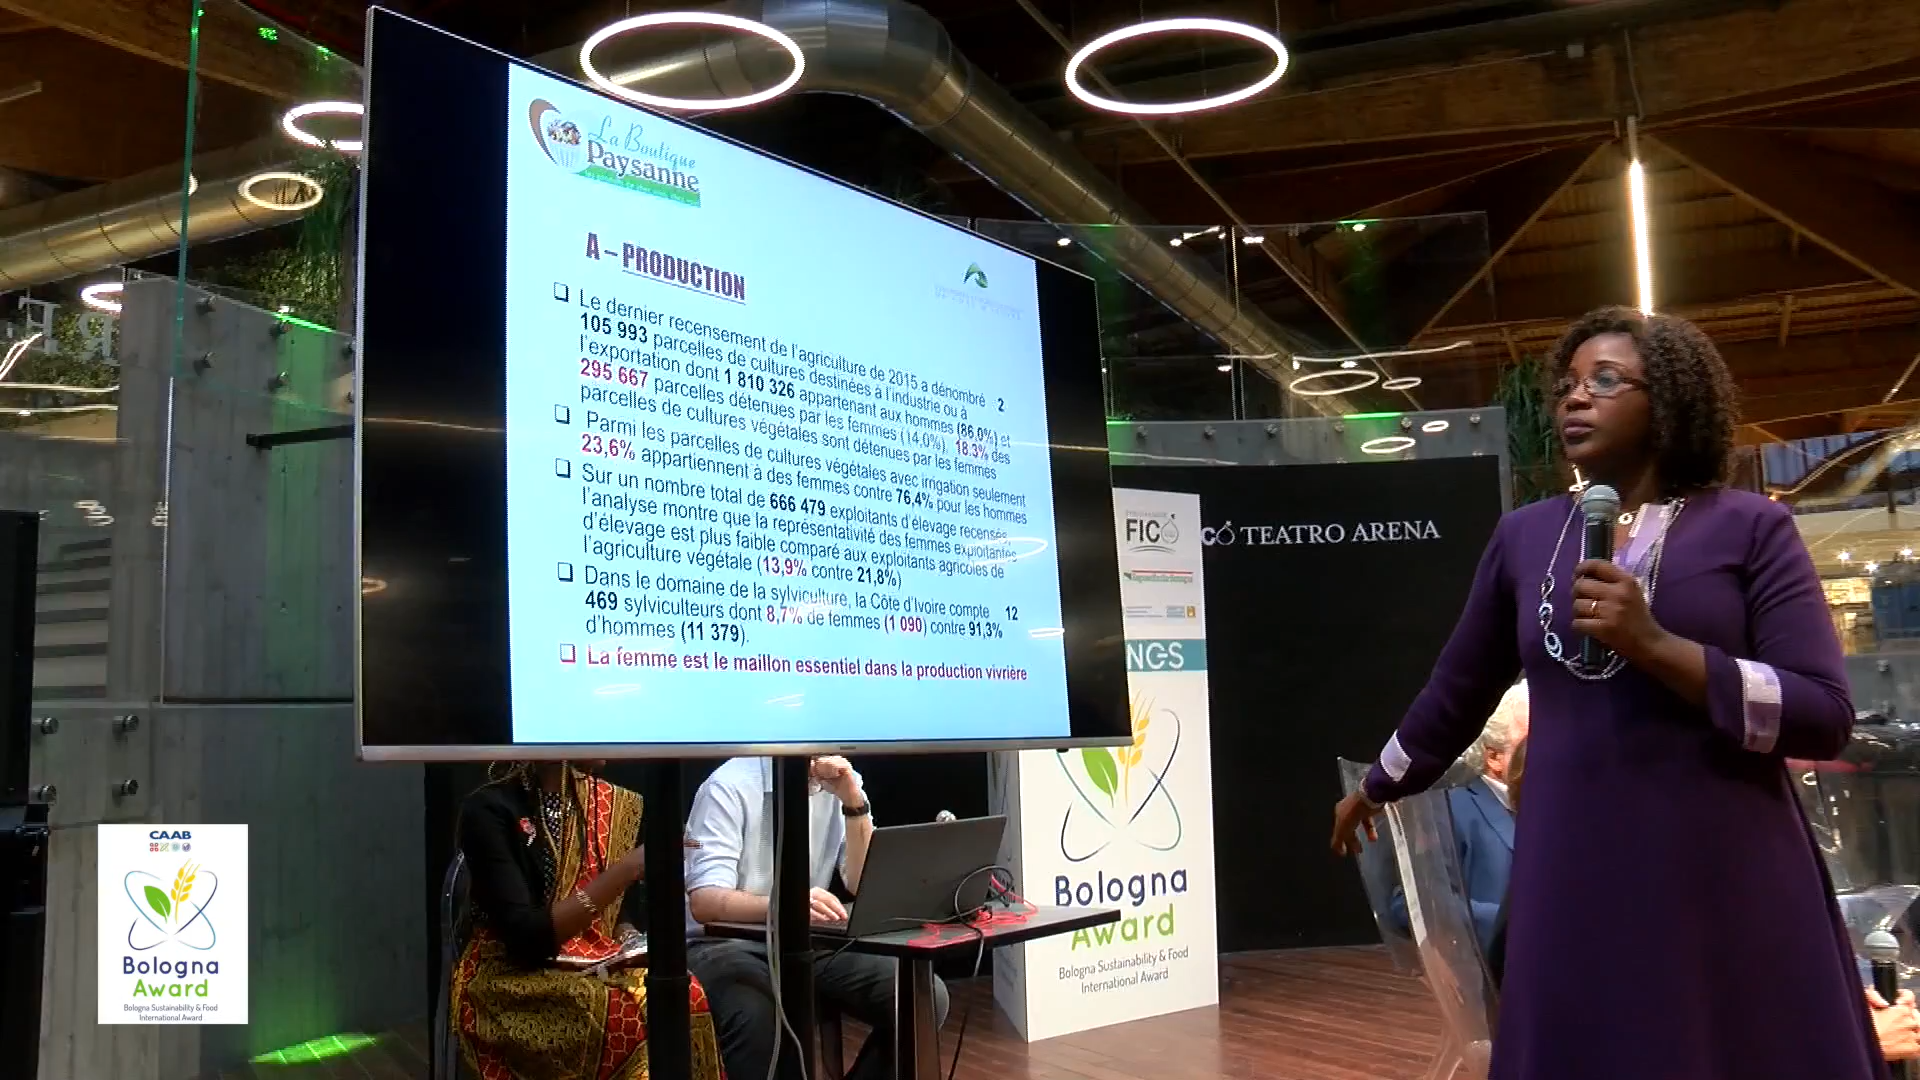 La Boutique
Paysanne
A – PRODUCTION
❑ Le dernier recensement de l'agriculture de 2015 a dénombré 2
105 993 parcelles de cultures destinées à l'industrie ou à
l'exportation dont 1 810 326 appartenant aux hommes (86,0%) et
295 667 parcelles détenues par les femmes (14,0%). 18.3% des
parcelles de cultures végétales sont détenues par les femmes
❑ Parmi les parcelles de cultures végétales avec irrigation seulement
23,6% appartiennent à des femmes contre 76,4% pour les hommes
❑ Sur un nombre total de 666 479 exploitants d'élevage recensés,
l'analyse montre que la représentativité des femmes exploitantes
d'élevage est plus faible comparé aux exploitants agricoles de
l'agriculture végétale (13,9% contre 21,8%)
❑ Dans le domaine de la sylviculture, la Côte d'Ivoire compte 12
469 sylviculteurs dont 8,7% de femmes (1 090) contre 91,3%
d'hommes (11 379).
❑ La femme est le maillon essentiel dans la production vivrière
FICO
CO TEATRO ARENA
NGS
Bologna
Award
Bologna Sustainability & Food
International Award
CAAB
Bologna
Award
Bologna Sustainability & Food
International Award